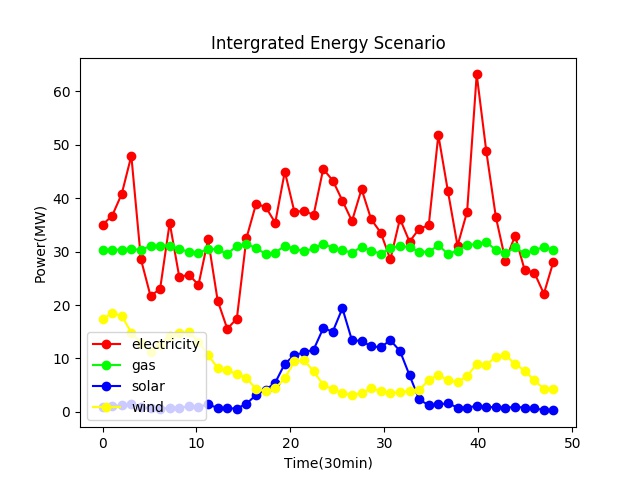 Intergrated Energy Scenario
Power(MW)
60
50
40
30
20
10
0
electricity
gas
solar
wind
0 10 20 30 40 50
Time(30min)